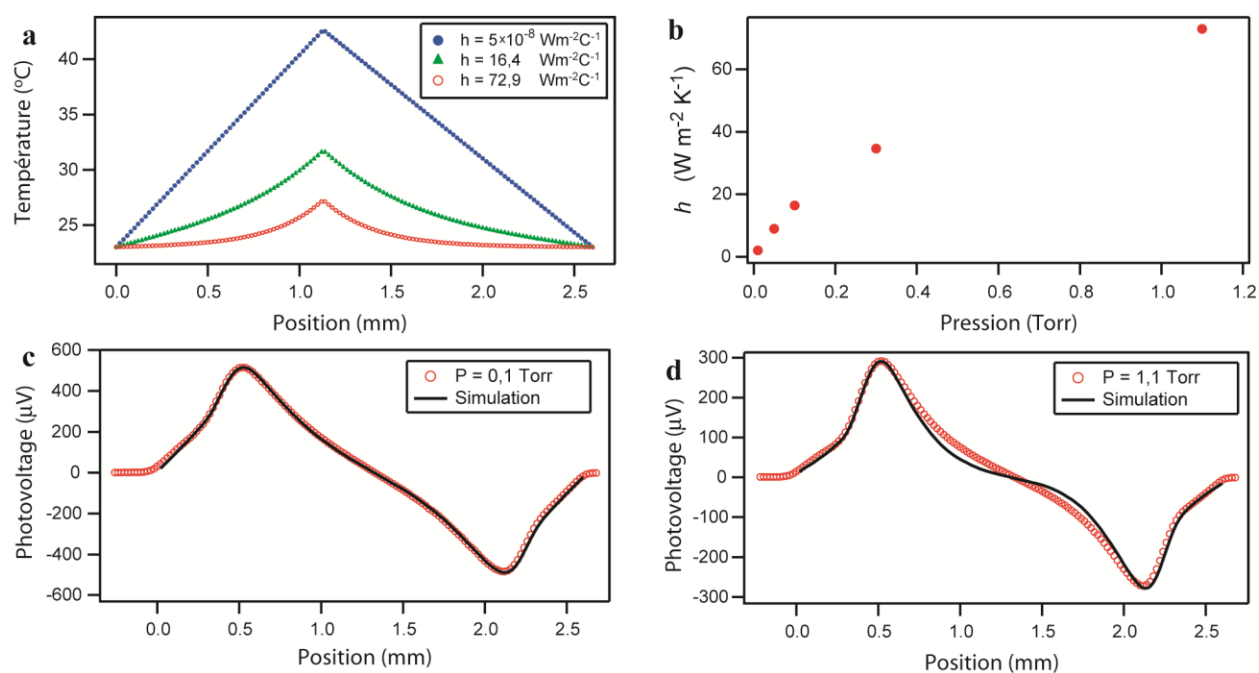 a
h = 5×10⁻⁸ Wm⁻²C⁻¹
h = 16,4 Wm⁻²C⁻¹
h = 72,9 Wm⁻²C⁻¹
Température (ºC)
40
35
30
25
0.0 0.5 1.0 1.5 2.0 2.5
Position (mm)
b
h (W m⁻² K⁻¹)
60
40
20
0
0.0 0.2 0.4 0.6 0.8 1.0 1.2
Pression (Torr)
c
P = 0,1 Torr
Simulation
Photovoltage (µV)
600
400
200
0
-200
-400
-600
0.0 0.5 1.0 1.5 2.0 2.5
Position (mm)
d
P = 1,1 Torr
Simulation
Photovoltage (µV)
300
200
100
0
-100
-200
-300
0.0 0.5 1.0 1.5 2.0 2.5
Position (mm)